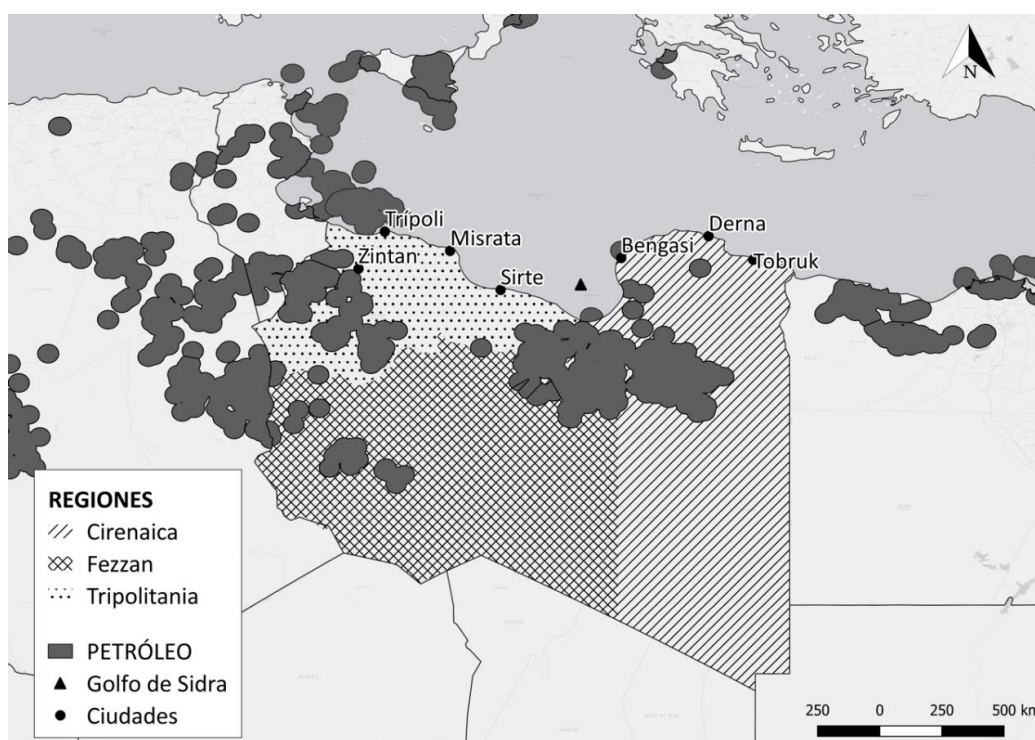 N
Trípoli
Derna
Misrata
Bengasi
Zintan
Tobruk
Sirte
REGIONES
Cirenaica
Fezzan
Tripolitania
PETRÓLEO
Golfo de Sidra
Ciudades
250 0 250 500 km